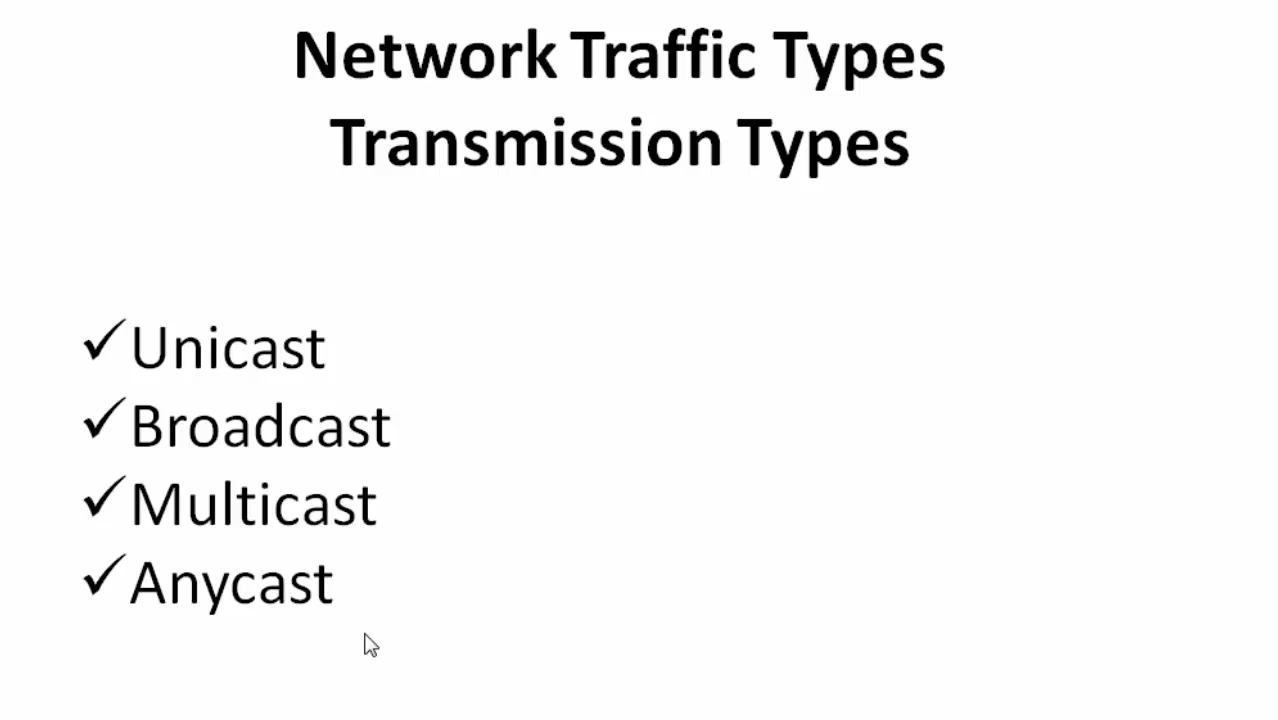 Network Traffic Types
Transmission Types
✓Unicast
✓Broadcast
✓Multicast
✓Anycast